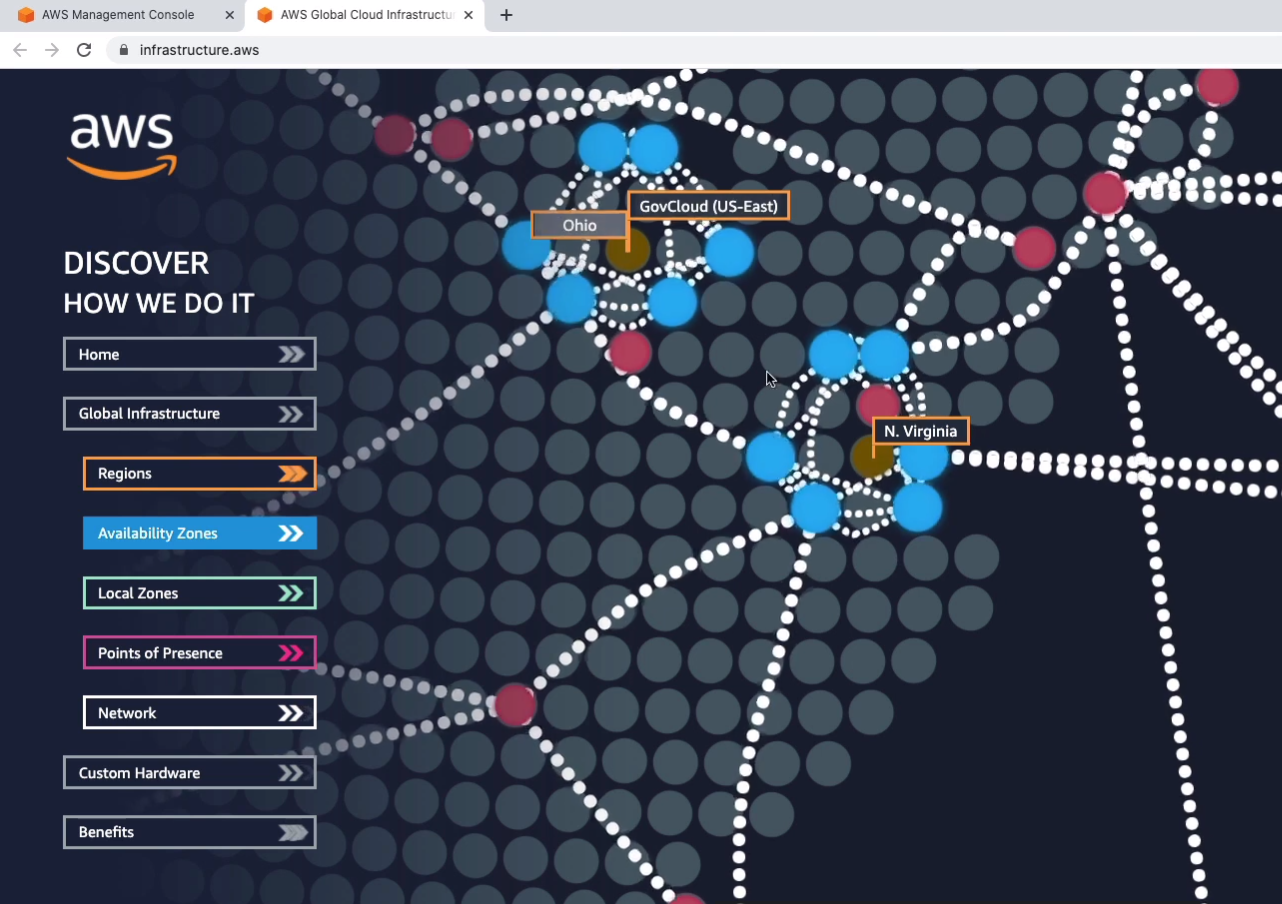 AWS Management Console
AWS Global Cloud Infrastructur
infrastructure.aws
aws
DISCOVER
HOW WE DO IT
Home
Global Infrastructure
Regions
Availability Zones
Local Zones
Points of Presence
Network
Custom Hardware
Benefits
GovCloud (US-East)
Ohio
N. Virginia